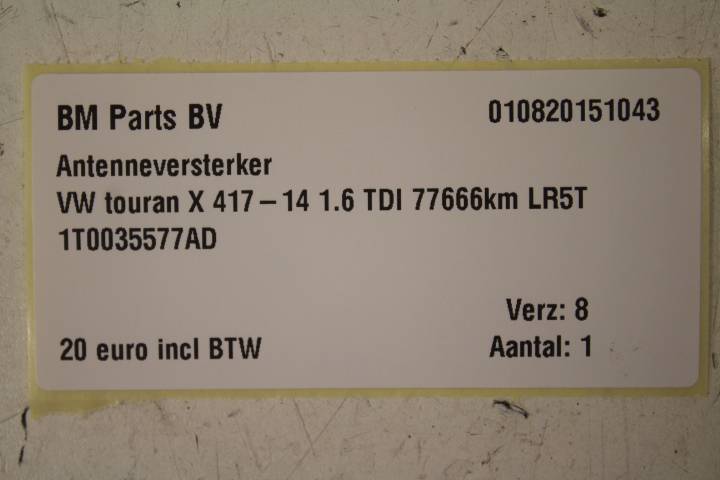 BM Parts BV 010820151043
Antenneversterker
VW touran X 417-14 1.6 TDI 77666km LR5T
1T0035577AD
Verz: 8
20 euro incl BTW Aantal: 1